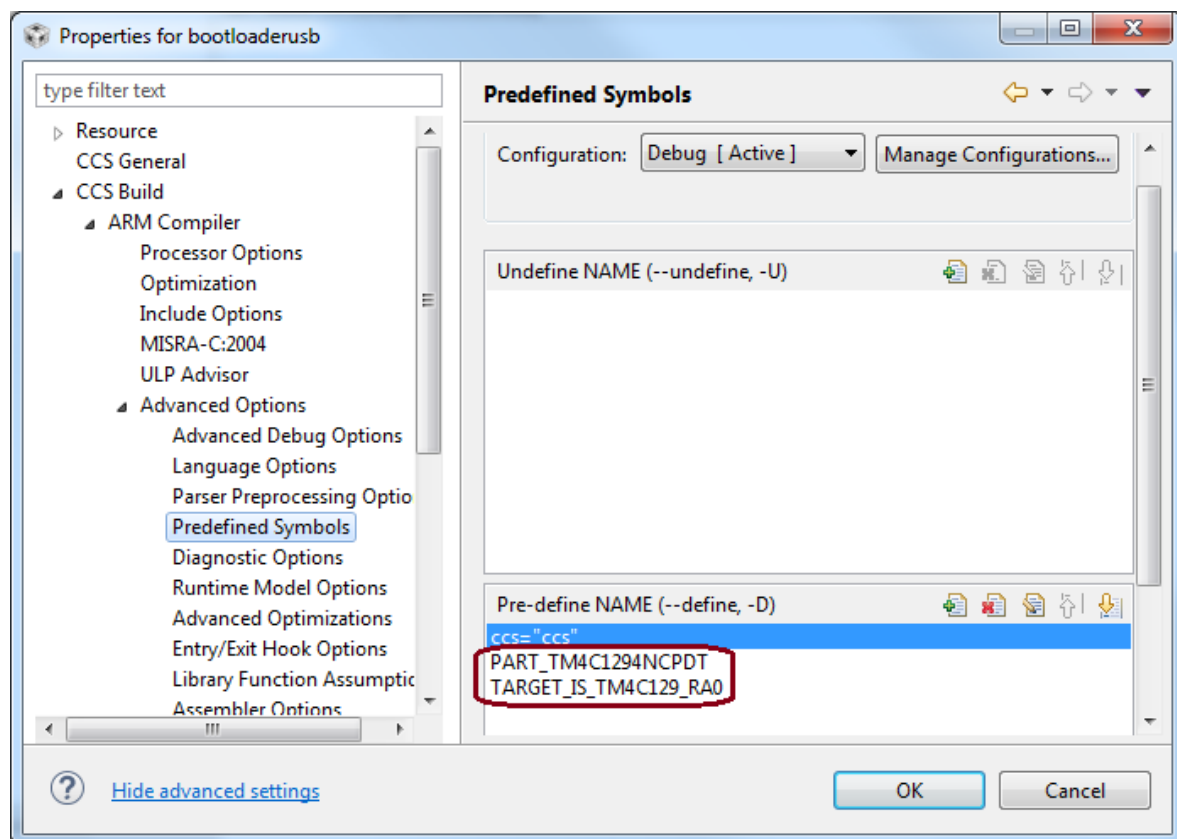 Properties for bootloaderusb
type filter text
Resource
CCS General
CCS Build
ARM Compiler
Processor Options
Optimization
Include Options
MISRA-C:2004
ULP Advisor
Advanced Options
Advanced Debug Options
Language Options
Parser Preprocessing Optio
Predefined Symbols
Diagnostic Options
Runtime Model Options
Advanced Optimizations
Entry/Exit Hook Options
Library Function Assumptic
Assembler Options
Predefined Symbols
Configuration: Debug [ Active ] Manage Configurations...
Undefine NAME (--undefine, -U)
Pre-define NAME (--define, -D)
ccs="ccs"
PART_TM4C1294NCPDT
TARGET_IS_TM4C129_RA0
Hide advanced settings
OK Cancel